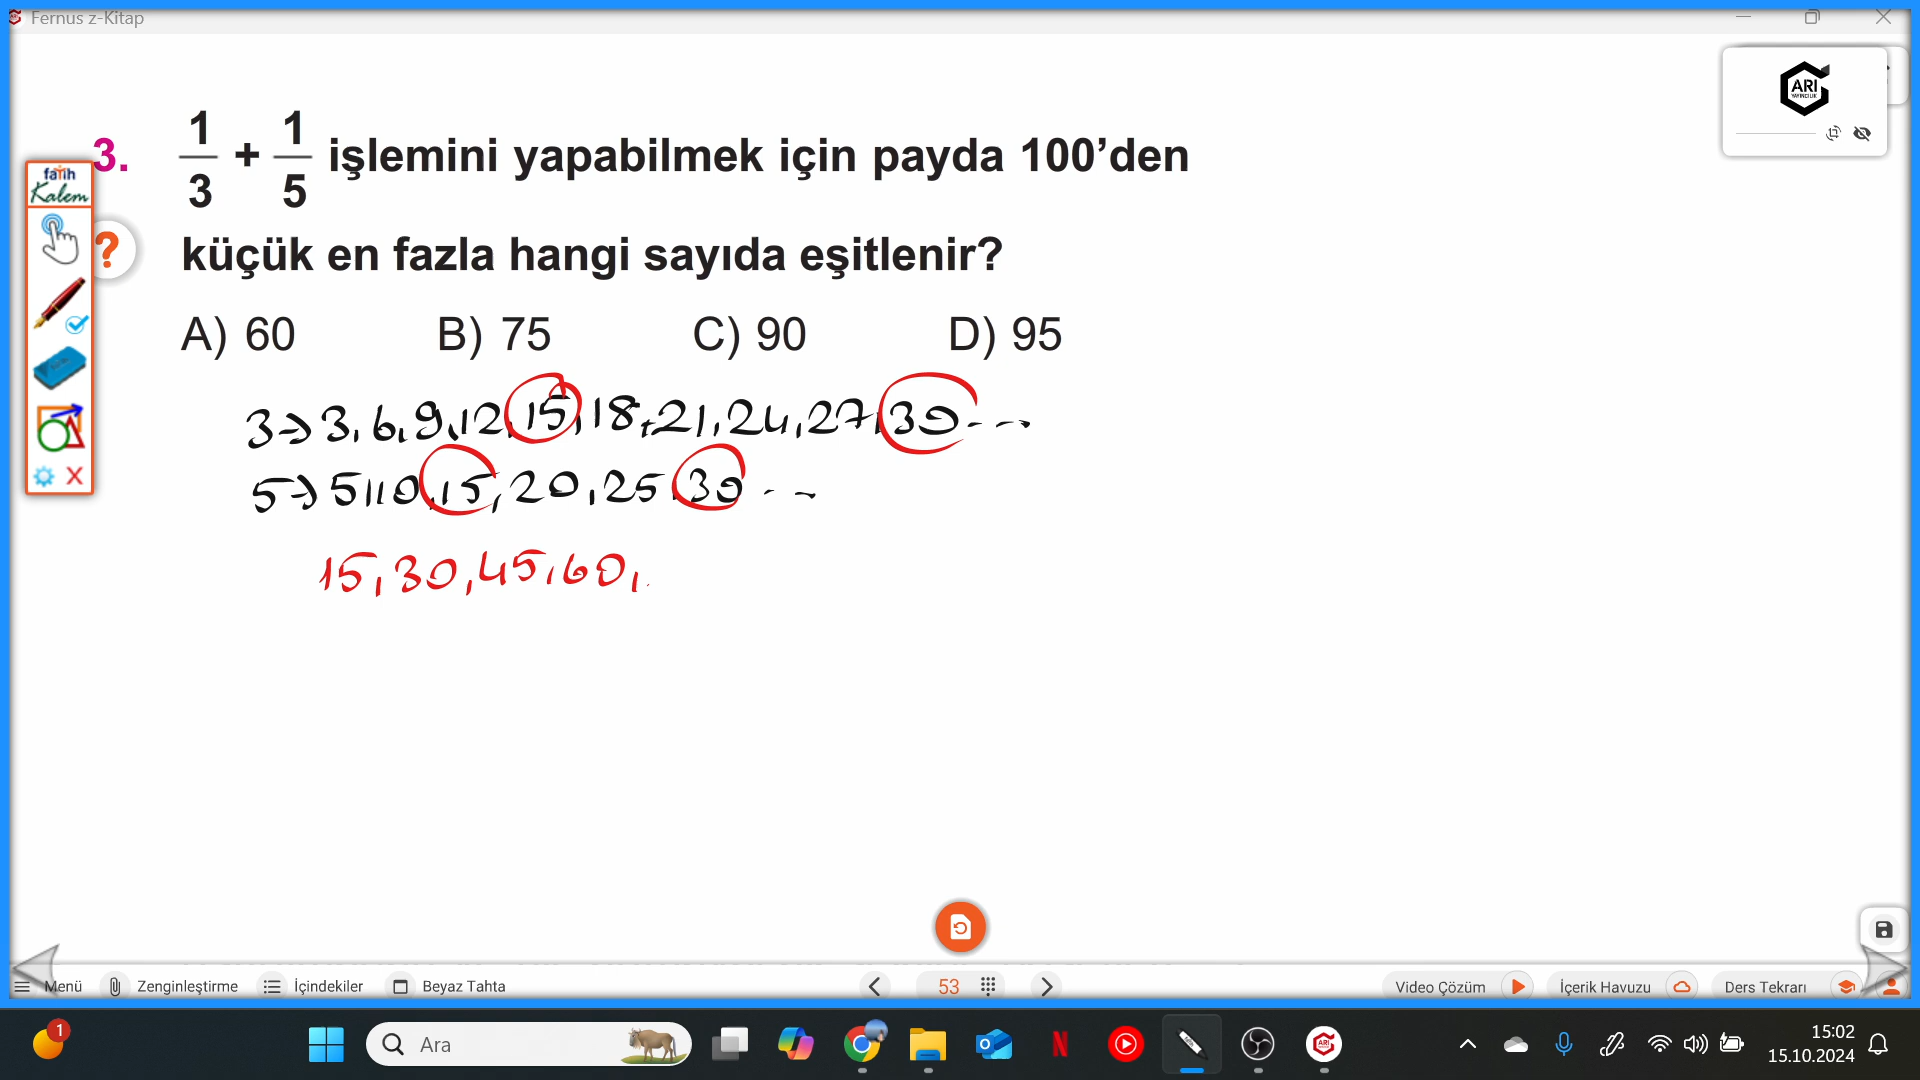 Fernus z-Kitap
ARI
YAYINCILIK
fatih
Kalem
3. 1/3 + 1/5 işlemini yapabilmek için payda 100’den
küçük en fazla hangi sayıda eşitlenir?
?
A) 60 B) 75 C) 90 D) 95
3→3,6,9,12,15,18,21,24,27,30...
5→5,10,15,20,25,30...
15,30,45,60,
Menü Zenginleştirme İçindekiler Beyaz Tahta 53 Video Çözüm İçerik Havuzu Ders Tekrarı
1 Ara 15:02
15.10.2024